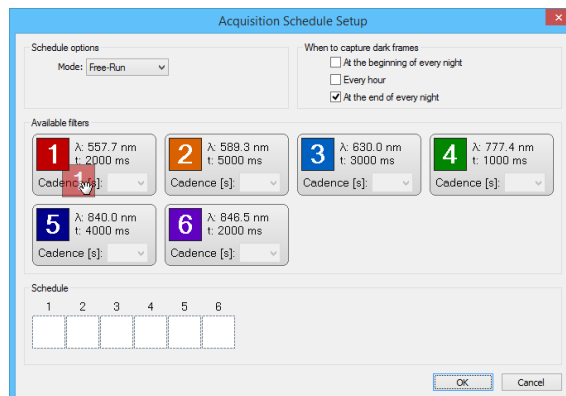 Acquisition Schedule Setup
Schedule options
Mode: Free-Run
When to capture dark frames
At the beginning of every night
Every hour
At the end of every night
Available filters
1 λ: 557.7 nm
t: 2000 ms
Cadence [s]:
1
2 λ: 589.3 nm
t: 5000 ms
Cadence [s]:
3 λ: 630.0 nm
t: 3000 ms
Cadence [s]:
4 λ: 777.4 nm
t: 1000 ms
Cadence [s]:
5 λ: 840.0 nm
t: 4000 ms
Cadence [s]:
6 λ: 846.5 nm
t: 2000 ms
Cadence [s]:
Schedule
1 2 3 4 5 6
OK Cancel